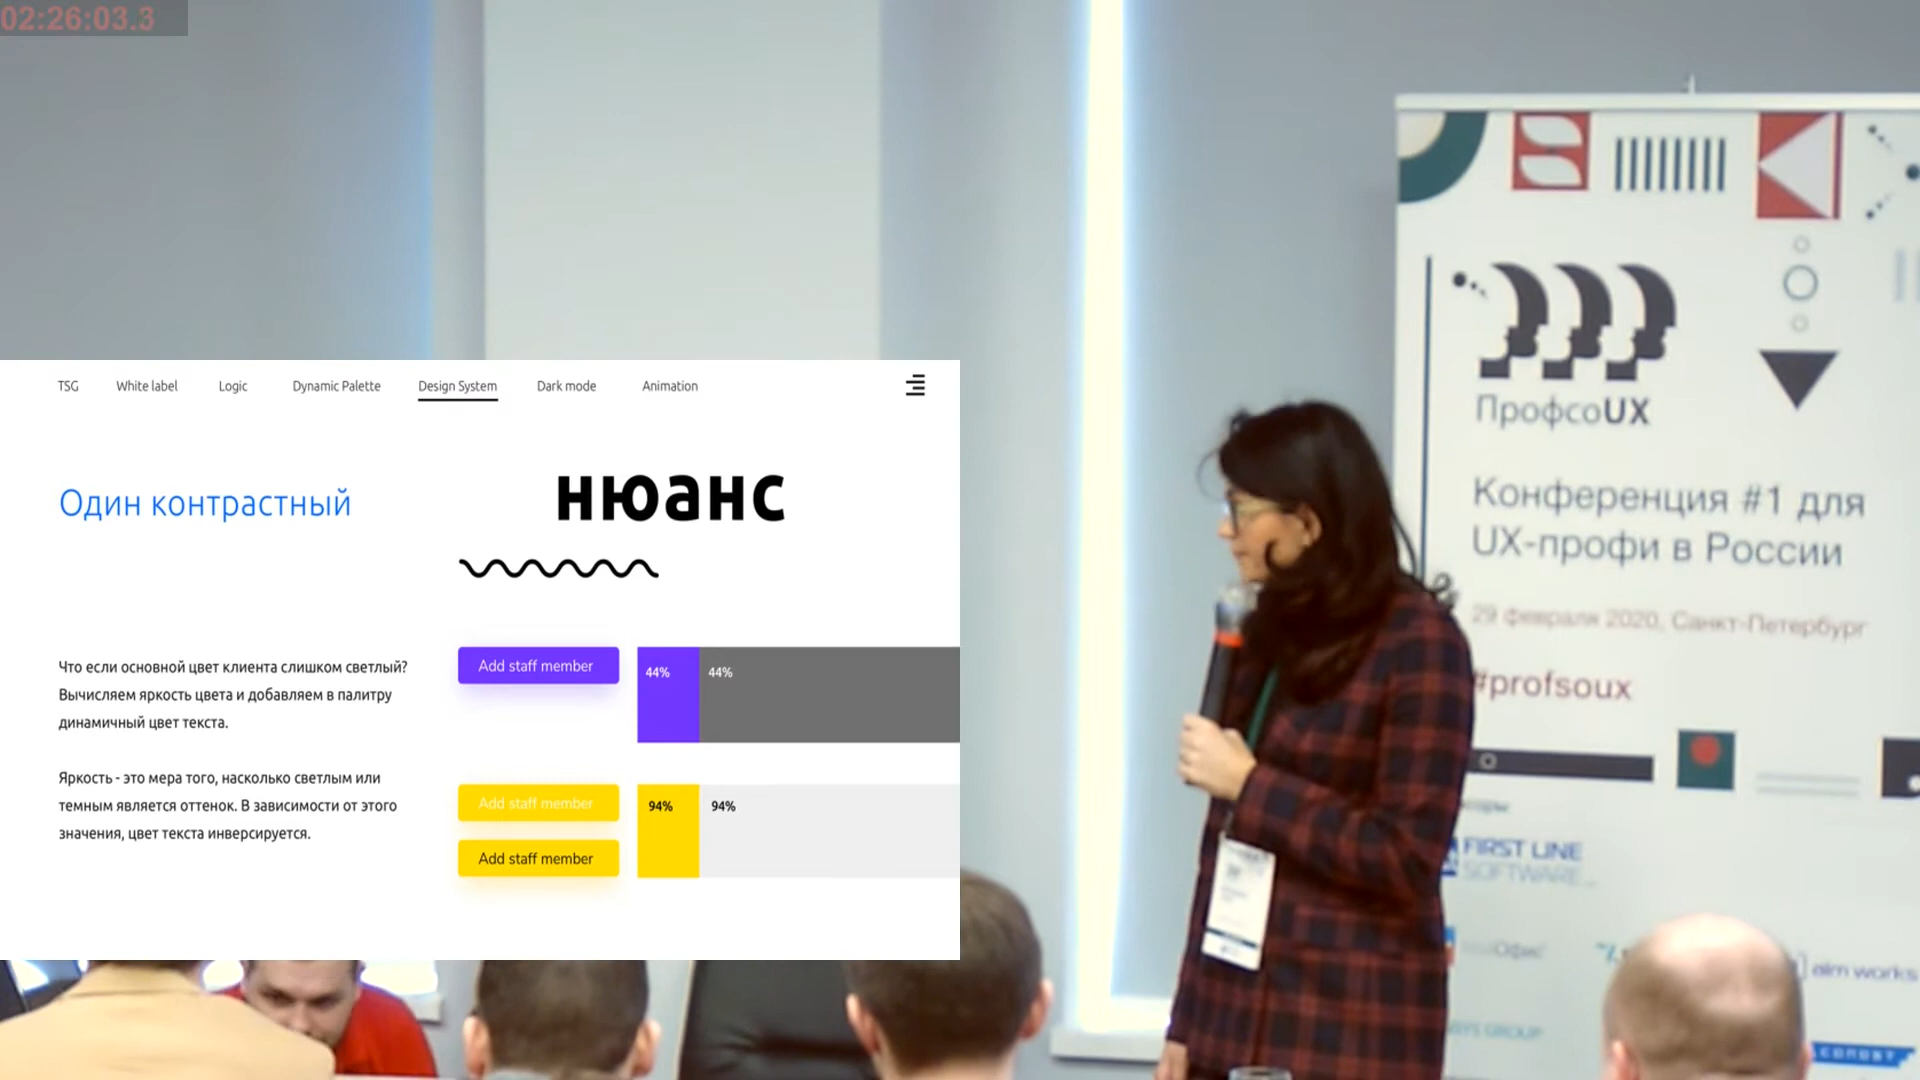 02:26:03.3
TSG White label Logic Dynamic Palette Design System Dark mode Animation
Один контрастный
нюанс
Что если основной цвет клиента слишком светлый?
Вычисляем яркость цвета и добавляем в палитру
динамичный цвет текста.
Яркость - это мера того, насколько светлым или
темным является оттенок. В зависимости от этого
значения, цвет текста инверсируется.
Add staff member
44% 44%
Add staff member
94% 94%
Add staff member
ПрофсоUX
Конференция #1 для
UX-профи в России
29 февраля 2020, Санкт-Петербург
#profsoux
FIRST LINE
SOFTWARE
alm works